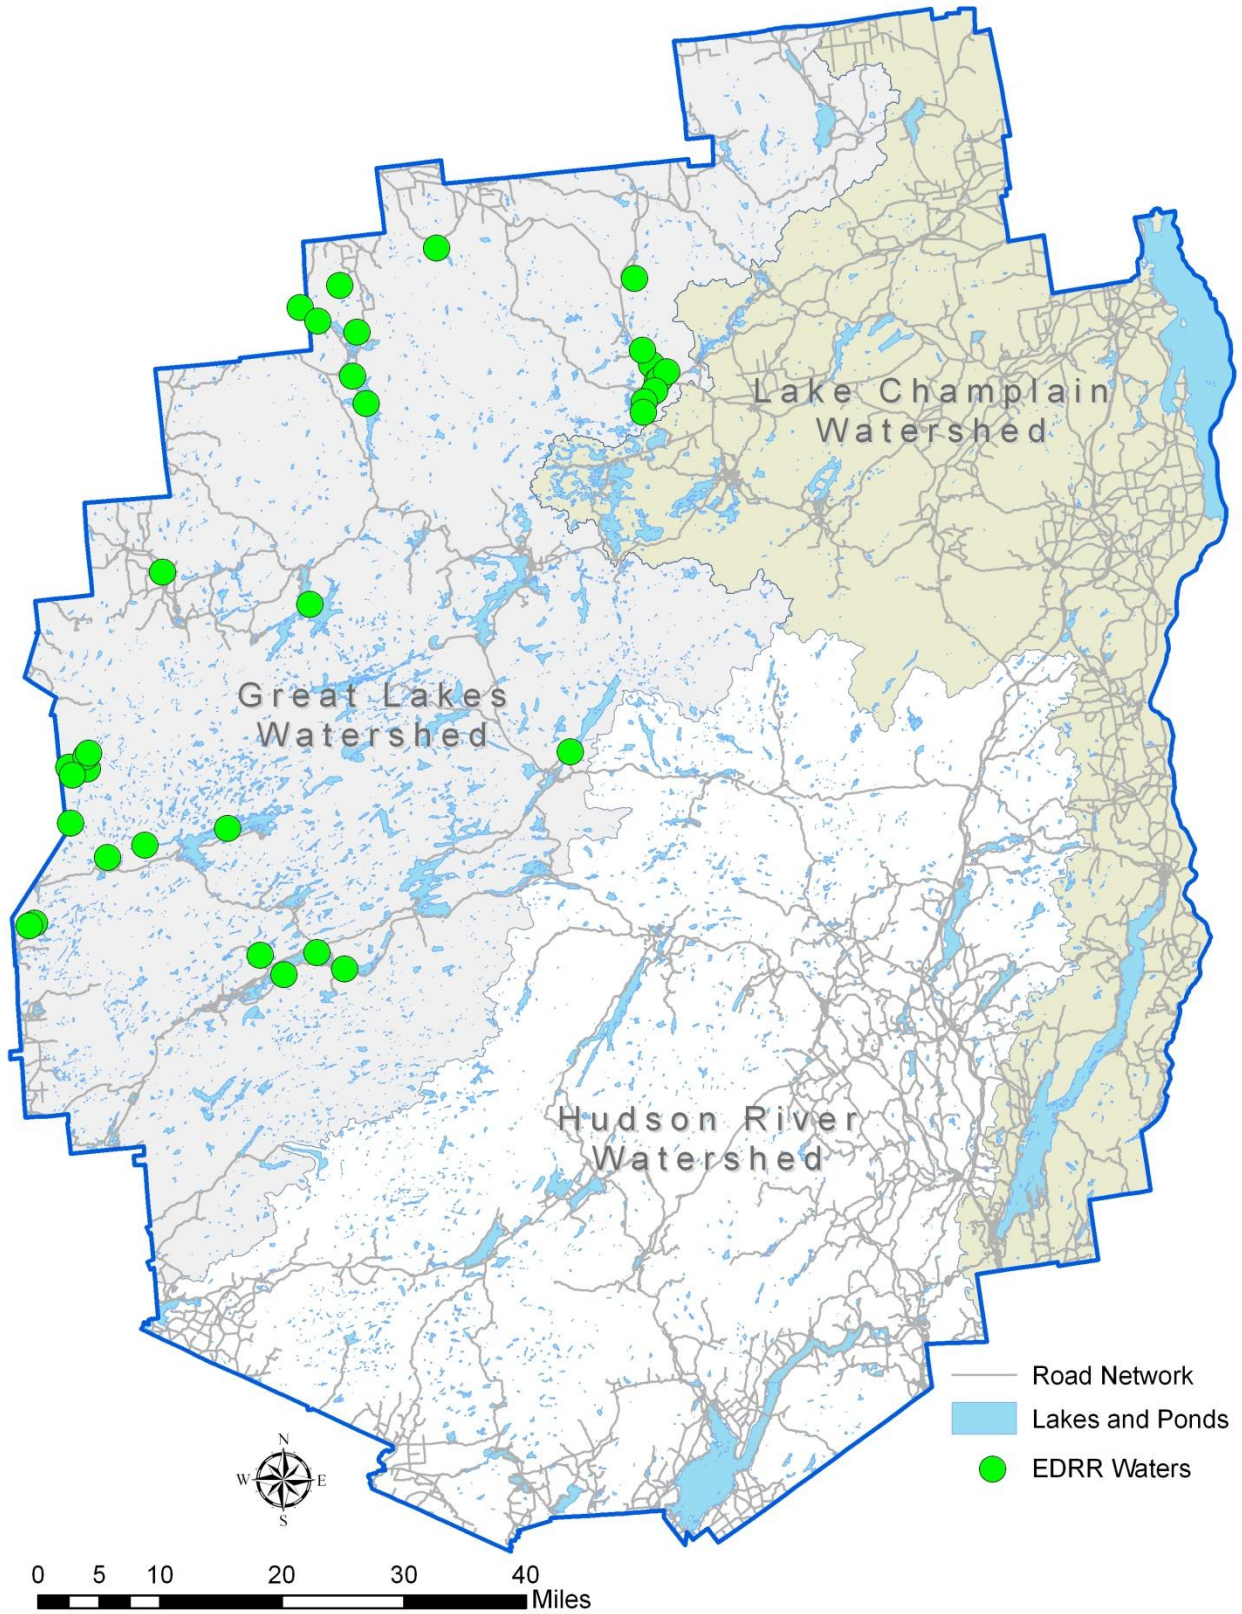 Lake Champlain
Watershed
Great Lakes
Watershed
Hudson River
Watershed
Road Network
Lakes and Ponds
EDRR Waters
N
W E
S
0 5 10 20 30 40
Miles